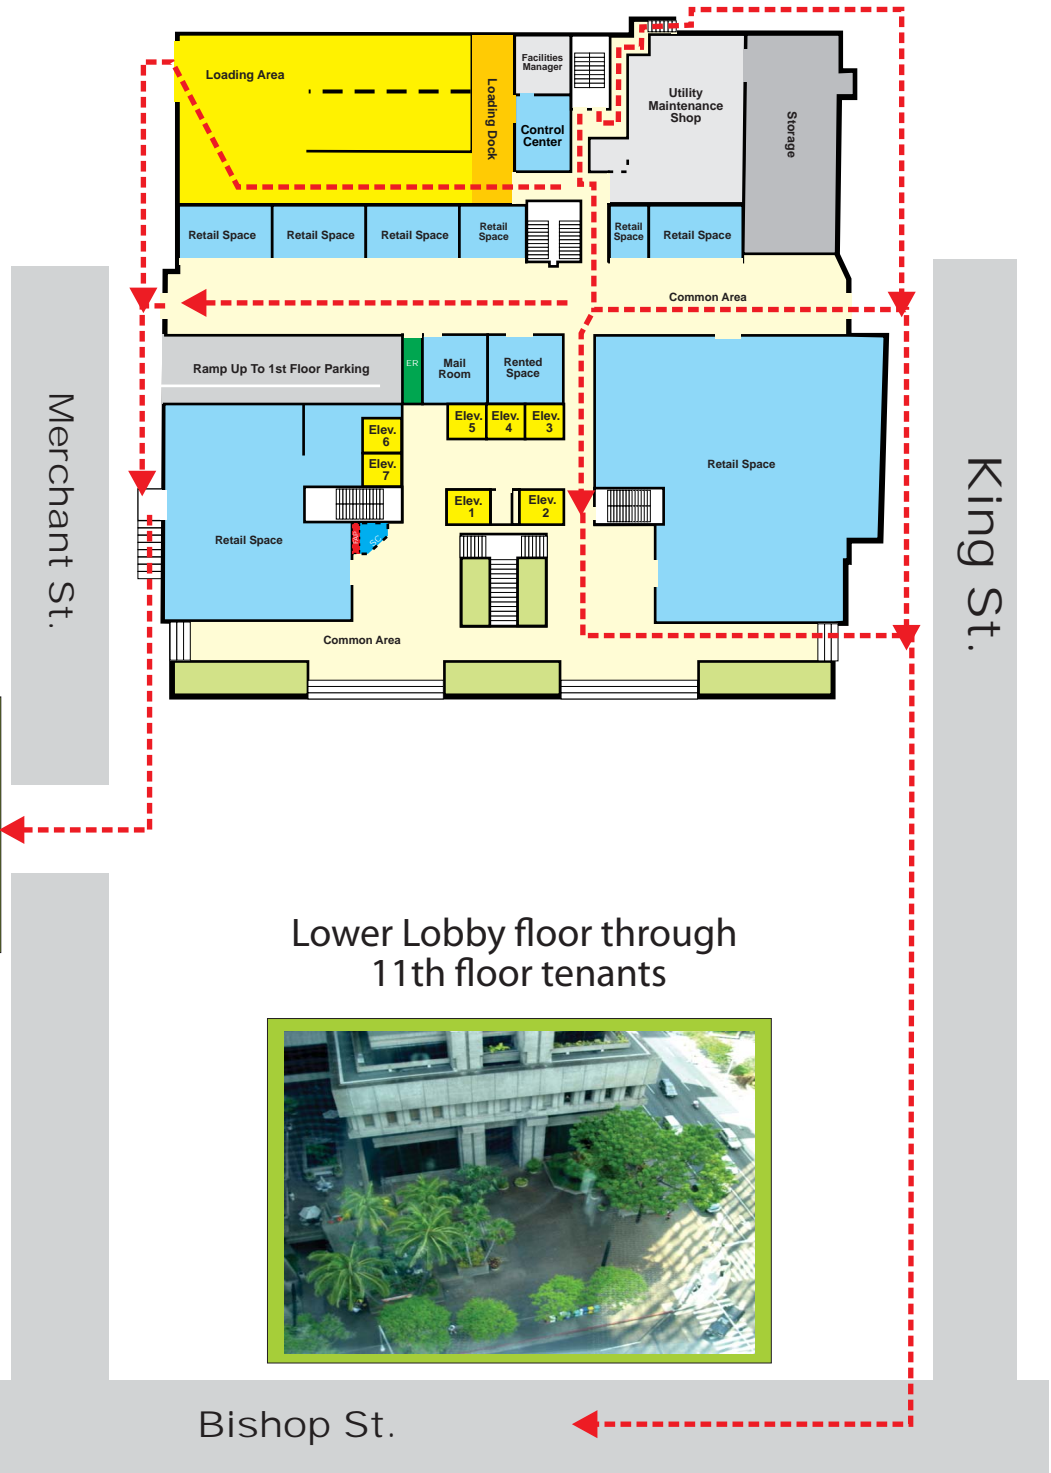 Loading Area
Loading Dock
Facilities
Manager
Control
Center
Utility
Maintenance
Shop
Storage
Retail Space
Retail Space
Retail Space
Retail
Space
Retail
Space
Retail Space
Common Area
Ramp Up To 1st Floor Parking
ER
Mail
Room
Rented
Space
Elev.
5
Elev.
4
Elev.
3
Elev.
6
Elev.
7
Elev.
1
Elev.
2
Retail Space
Retail Space
SC
Common Area
Merchant St.
King St.
Lower Lobby floor through
11th floor tenants
Bishop St.